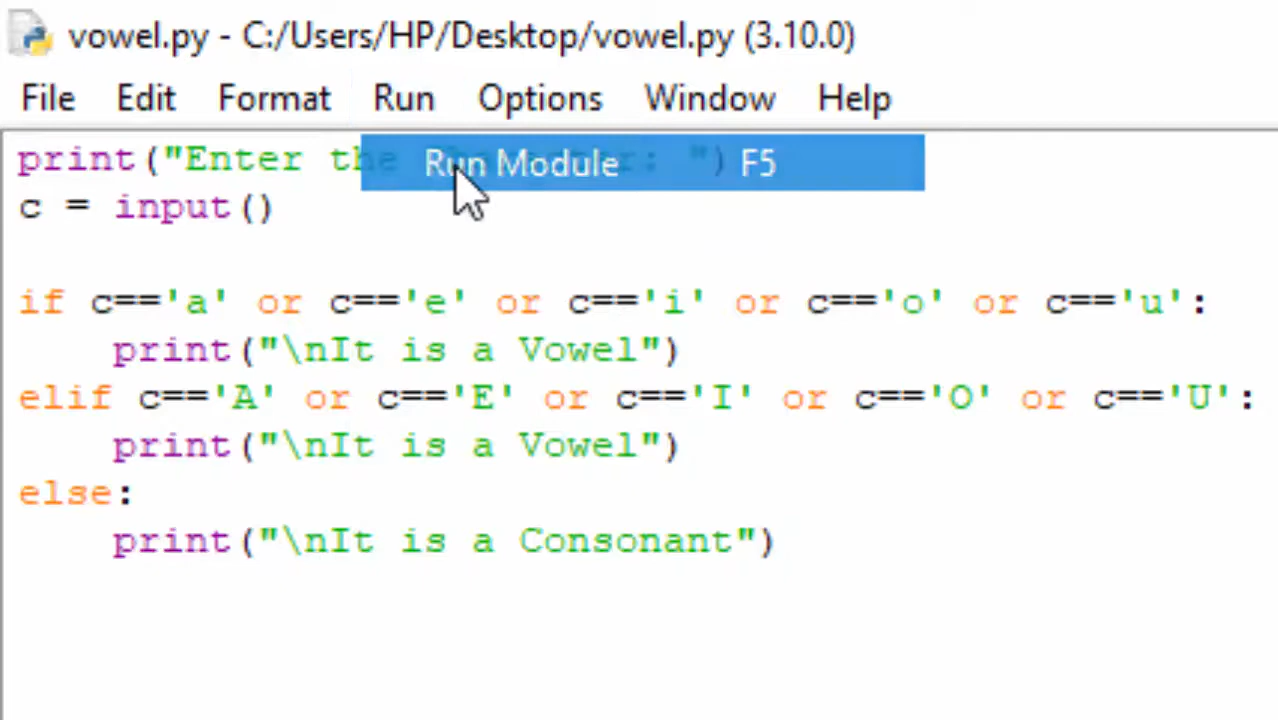 vowel.py - C:/Users/HP/Desktop/vowel.py (3.10.0)
File Edit Format Run Options Window Help
Run Module F5
print("Enter the : ")
c = input()
if c=='a' or c=='e' or c=='i' or c=='o' or c=='u':
    print("\nIt is a Vowel")
elif c=='A' or c=='E' or c=='I' or c=='O' or c=='U':
    print("\nIt is a Vowel")
else:
    print("\nIt is a Consonant")